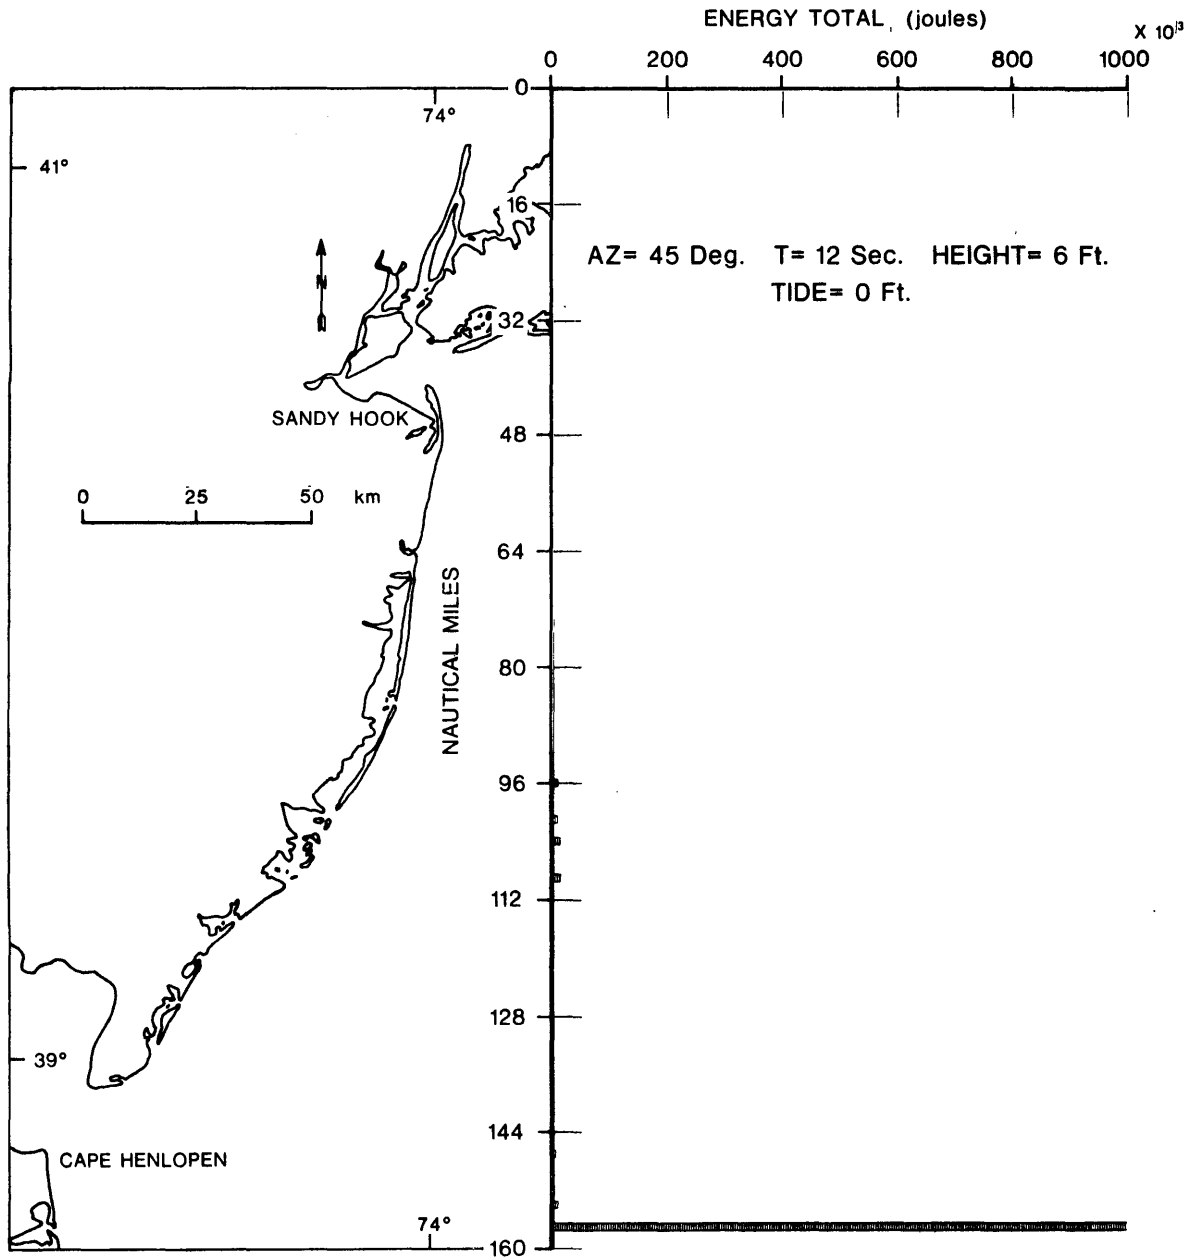 ENERGY TOTAL (joules)
X 10¹³
0 200 400 600 800 1000
0
74°
41°
16
N
AZ= 45 Deg. T= 12 Sec. HEIGHT= 6 Ft.
TIDE= 0 Ft.
32
SANDY HOOK
48
0 25 50 km
64
NAUTICAL MILES
80
96
112
128
39°
144
CAPE HENLOPEN
74°
160